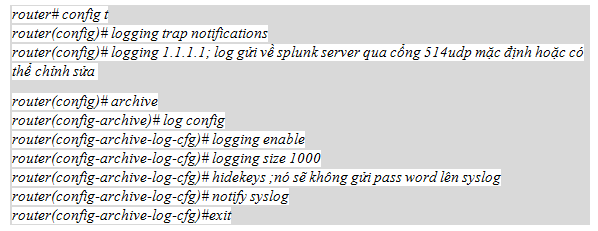 router# config t
router(config)# logging trap notifications
router(config)# logging 1.1.1.1; log gửi về splunk server qua cổng 514udp mặc định hoặc có
thể chỉnh sửa
router(config)# archive
router(config-archive)# log config
router(config-archive-log-cfg)# logging enable
router(config-archive-log-cfg)# logging size 1000
router(config-archive-log-cfg)# hidekeys ;nó sẽ không gửi pass word lên syslog
router(config-archive-log-cfg)# notify syslog
router(config-archive-log-cfg)#exit